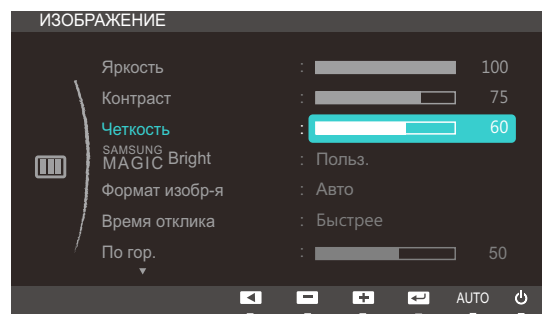 ИЗОБРАЖЕНИЕ
Яркость : 100
Контраст : 75
Четкость : 60
SAMSUNG MAGIC Bright : Польз.
Формат изобр-я : Авто
Время отклика : Быстрее
По гор. : 50
AUTO